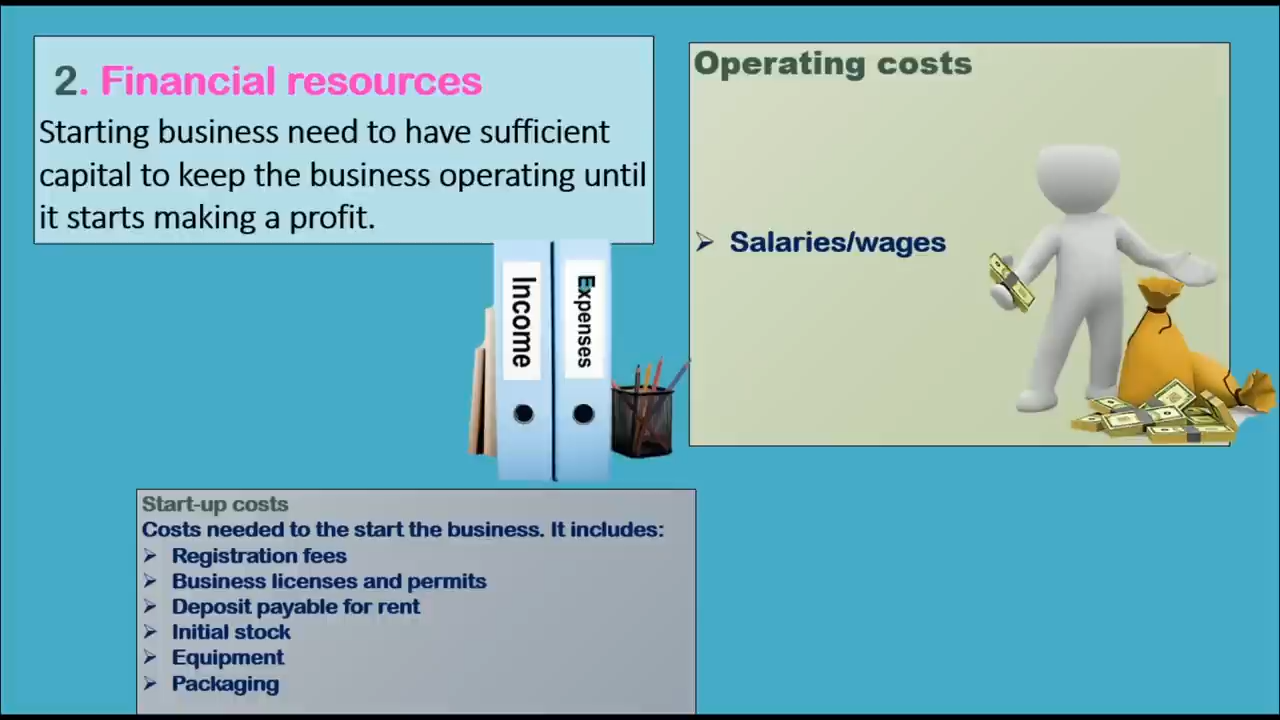 2. Financial resources
Starting business need to have sufficient
capital to keep the business operating until
it starts making a profit.
Operating costs
➢ Salaries/wages
Income
Expenses
Start-up costs
Costs needed to the start the business. It includes:
➢ Registration fees
➢ Business licenses and permits
➢ Deposit payable for rent
➢ Initial stock
➢ Equipment
➢ Packaging